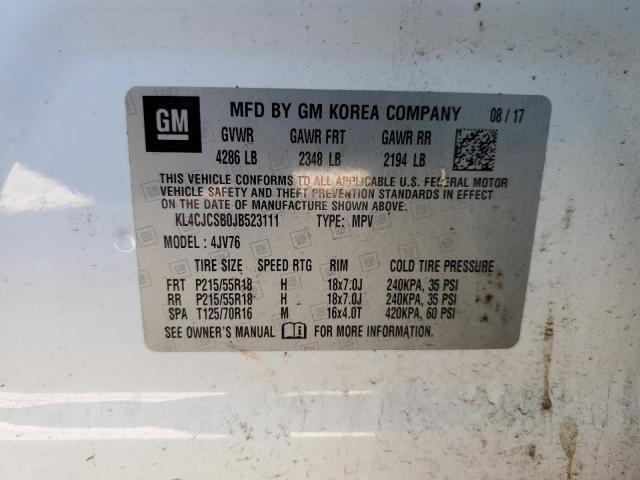 GM MFD BY GM KOREA COMPANY 08 / 17
GVWR GAWR FRT GAWR RR
4286 LB 2348 LB 2194 LB
THIS VEHICLE CONFORMS TO ALL APPLICABLE U.S. FEDERAL MOTOR
VEHICLE SAFETY AND THEFT PREVENTION STANDARDS IN EFFECT
ON THE DATE OF MANUFACTURE SHOWN ABOVE.
KL4CJCSB0JB523111 TYPE: MPV
MODEL : 4JV76
TIRE SIZE SPEED RTG RIM COLD TIRE PRESSURE
FRT P215/55R18 H 18x7.0J 240KPA, 35 PSI
RR P215/55R18 H 18x7.0J 240KPA, 35 PSI
SPA T125/70R16 M 16x4.0T 420KPA, 60 PSI
SEE OWNER'S MANUAL FOR MORE INFORMATION.